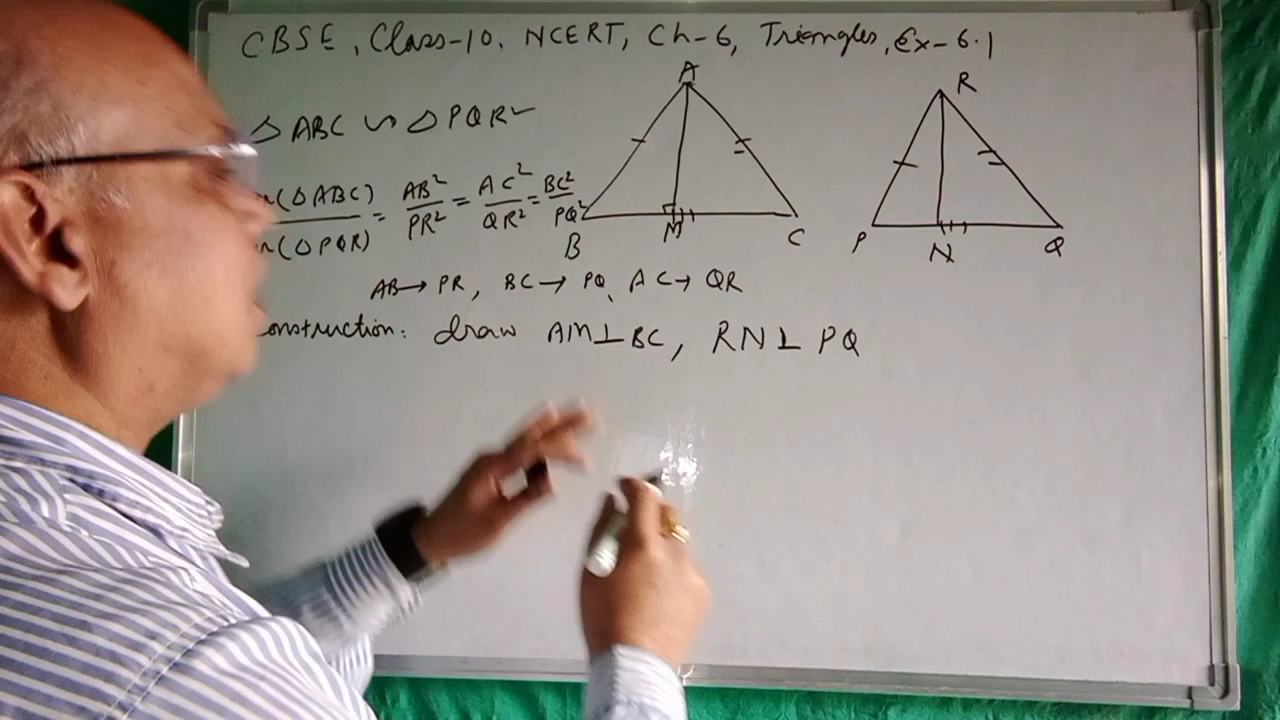 CBSE, Class-10, NCERT, Ch-6, Triangles, Ex-6.1
△ABC ∽ △PQR
(△ABC)/(△PQR) = AB²/PR² = AC²/QR² = BC²/PQ²
AB→PR, BC→PQ, AC→QR
onstruction: draw AM⊥BC, RN⊥PQ
A
B
M
C
R
P
N
Q